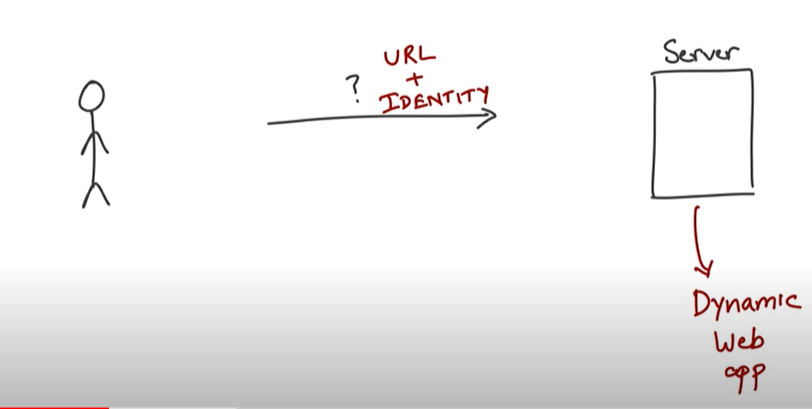 Server
?
URL
+
IDENTITY
Dynamic
Web
app